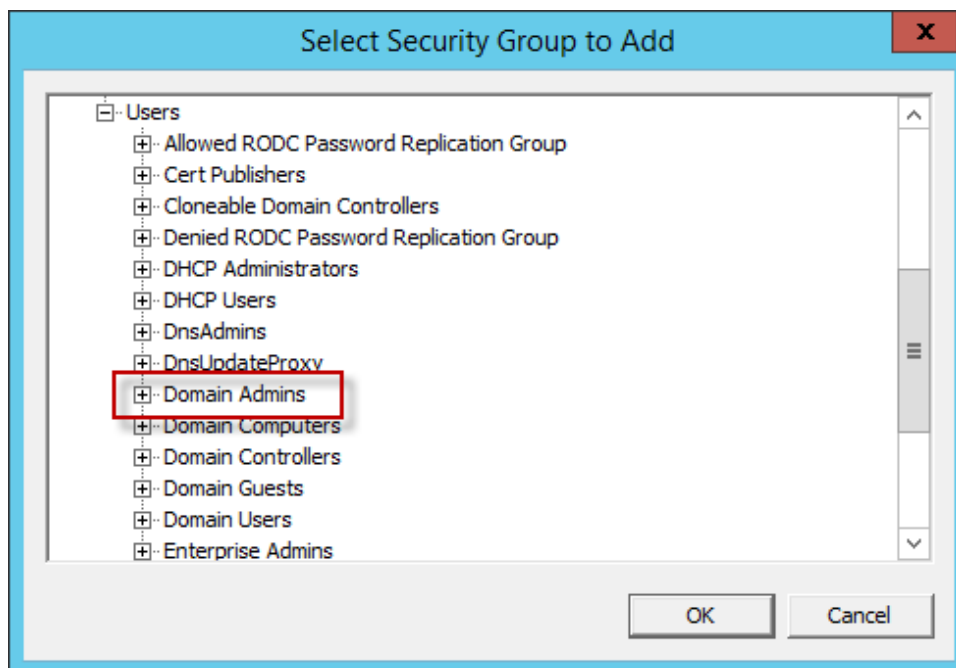 Select Security Group to Add
Users
Allowed RODC Password Replication Group
Cert Publishers
Cloneable Domain Controllers
Denied RODC Password Replication Group
DHCP Administrators
DHCP Users
DnsAdmins
DnsUpdateProxy
Domain Admins
Domain Computers
Domain Controllers
Domain Guests
Domain Users
Enterprise Admins
OK Cancel